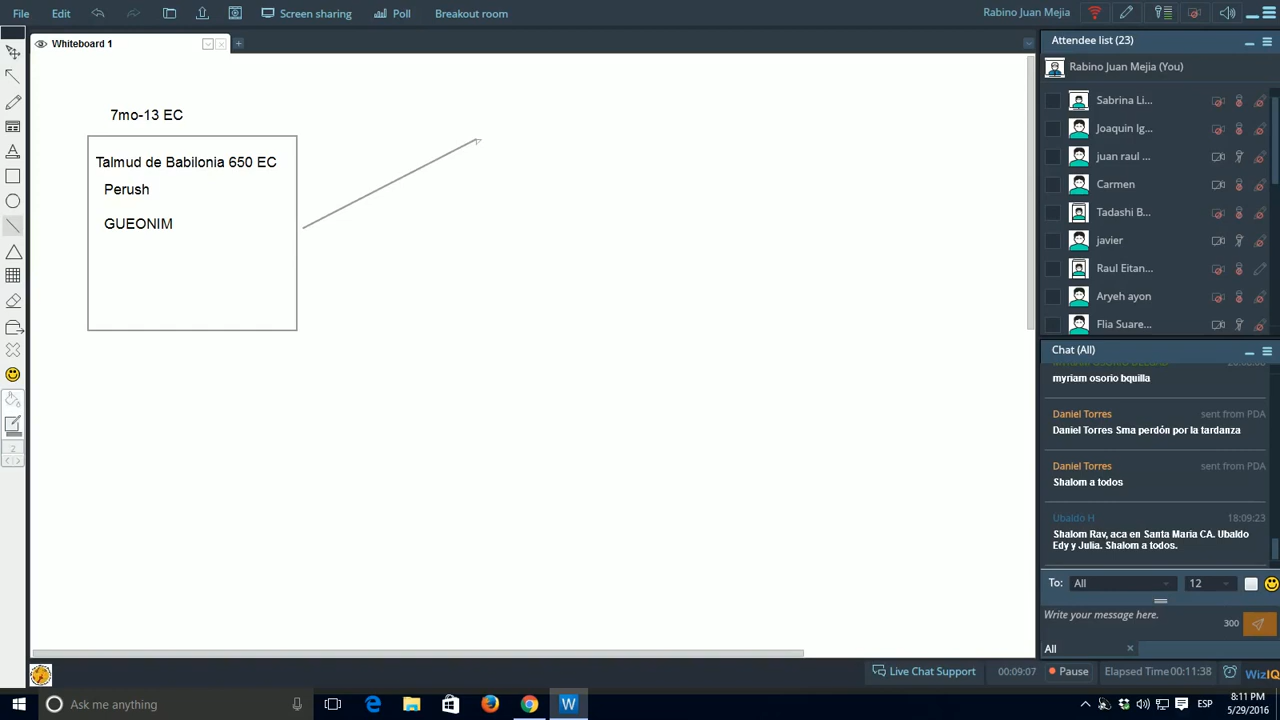 File Edit Screen sharing Poll Breakout room Rabino Juan Mejia
Whiteboard 1
7mo-13 EC
Talmud de Babilonia 650 EC
Perush
GUEONIM
Attendee list (23)
Rabino Juan Mejia (You)
Sabrina Li...
Joaquin Ig...
juan raul ...
Carmen
Tadashi B...
javier
Raul Eitan...
Aryeh ayon
Flia Suare...
Chat (All)
myriam osorio bquilla
Daniel Torres sent from PDA
Daniel Torres Sma perdón por la tardanza
Daniel Torres sent from PDA
Shalom a todos
Ubaldo H 18:09:23
Shalom Rav, aca en Santa Maria CA. Ubaldo
Edy y Julia. Shalom a todos.
To: All 12
Write your message here.
300
All
2
Live Chat Support 00:09:07 Pause Elapsed Time 00:11:38 WizIQ
Ask me anything
ESP
8:11 PM
5/29/2016